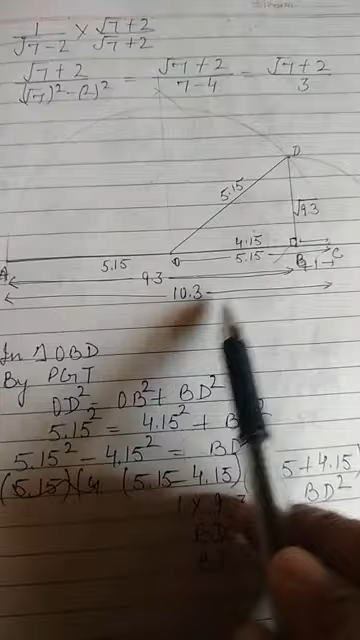 1/(√7-2) × (√7+2)/(√7+2)
(√7+2)/((√7)²-(2)²) = (√7+2)/(7-4) = (√7+2)/3
D
5.15
√9.3
4.15
5.15
A
5.15
O
B
1
C
9.3
10.3
In ⊿OBD
By PGT
OD² = OB² + BD²
5.15² = 4.15² +
5.15² - 4.15² = BD
(5.15)(4 (5.15-4.15)( 5+4.15)
BD²
1 ×